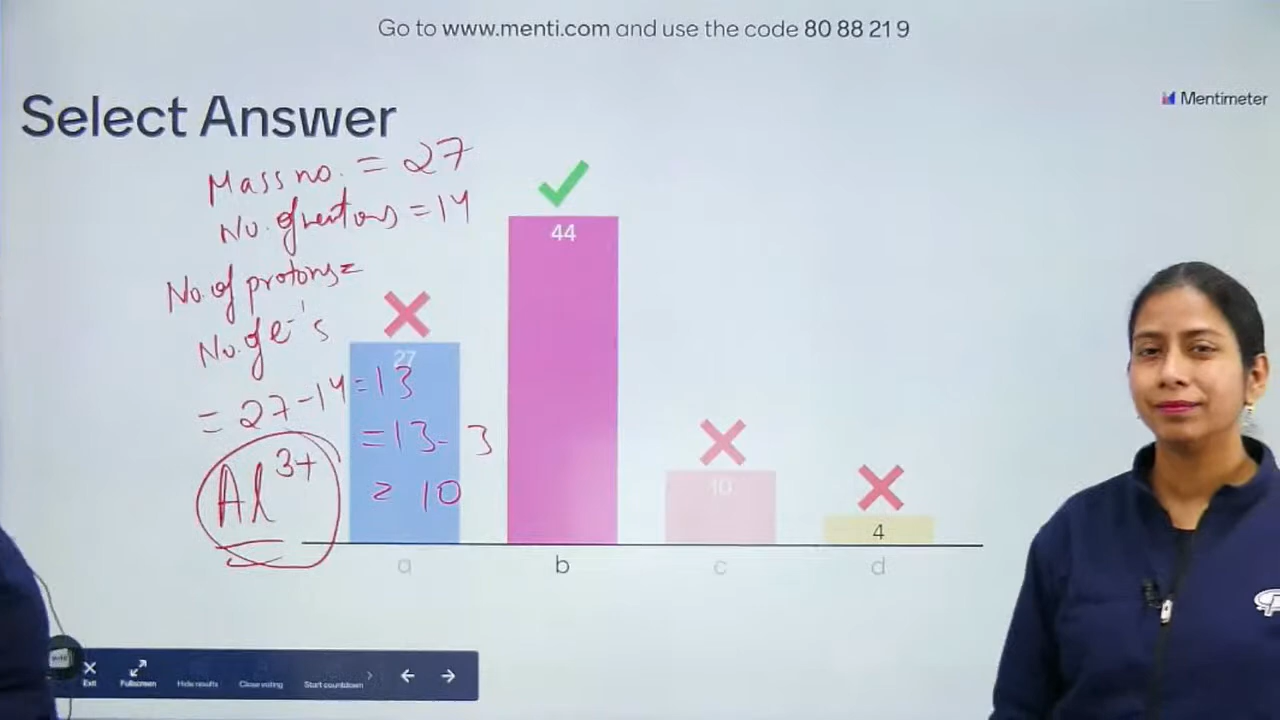 Go to www.menti.com and use the code 80 88 21 9
Select Answer
Mentimeter
Mass no. = 27
No. of neutrons = 14
No. of protons =
No. of e⁻'s
= 27 - 14 = 13
= 13 - 3
= 10
Al³⁺
44
27
10
4
a b c d
Exit Fullscreen Hide results Close voting Start countdown